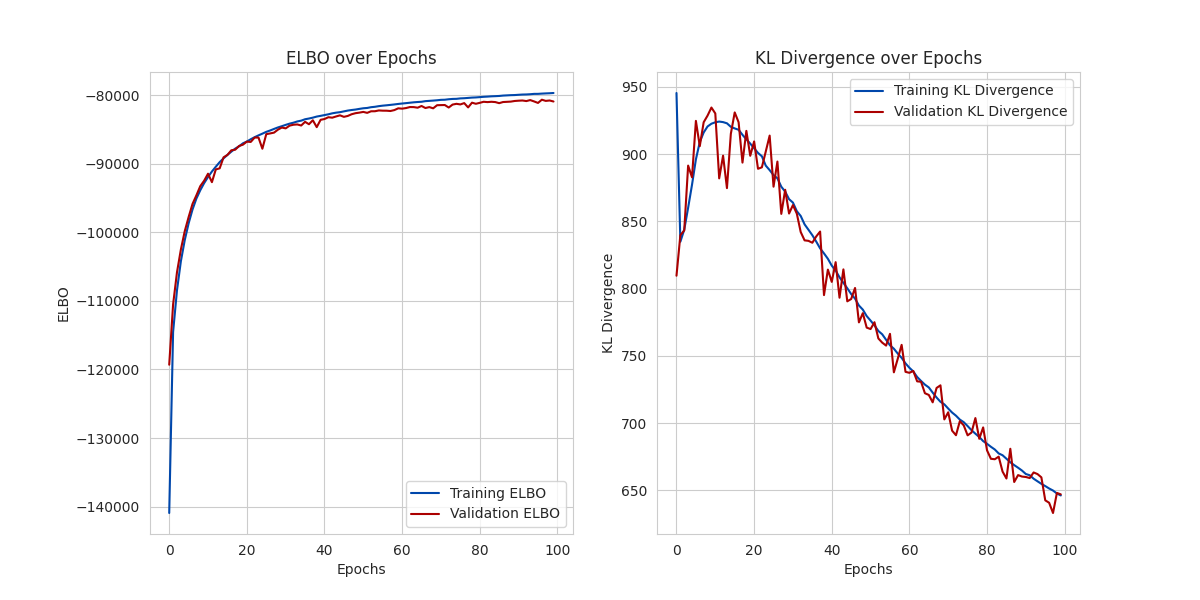 ELBO over Epochs
ELBO
−80000
−90000
−100000
−110000
−120000
−130000
−140000
0 20 40 60 80 100
Epochs
Training ELBO
Validation ELBO
KL Divergence over Epochs
KL Divergence
950
900
850
800
750
700
650
0 20 40 60 80 100
Epochs
Training KL Divergence
Validation KL Divergence